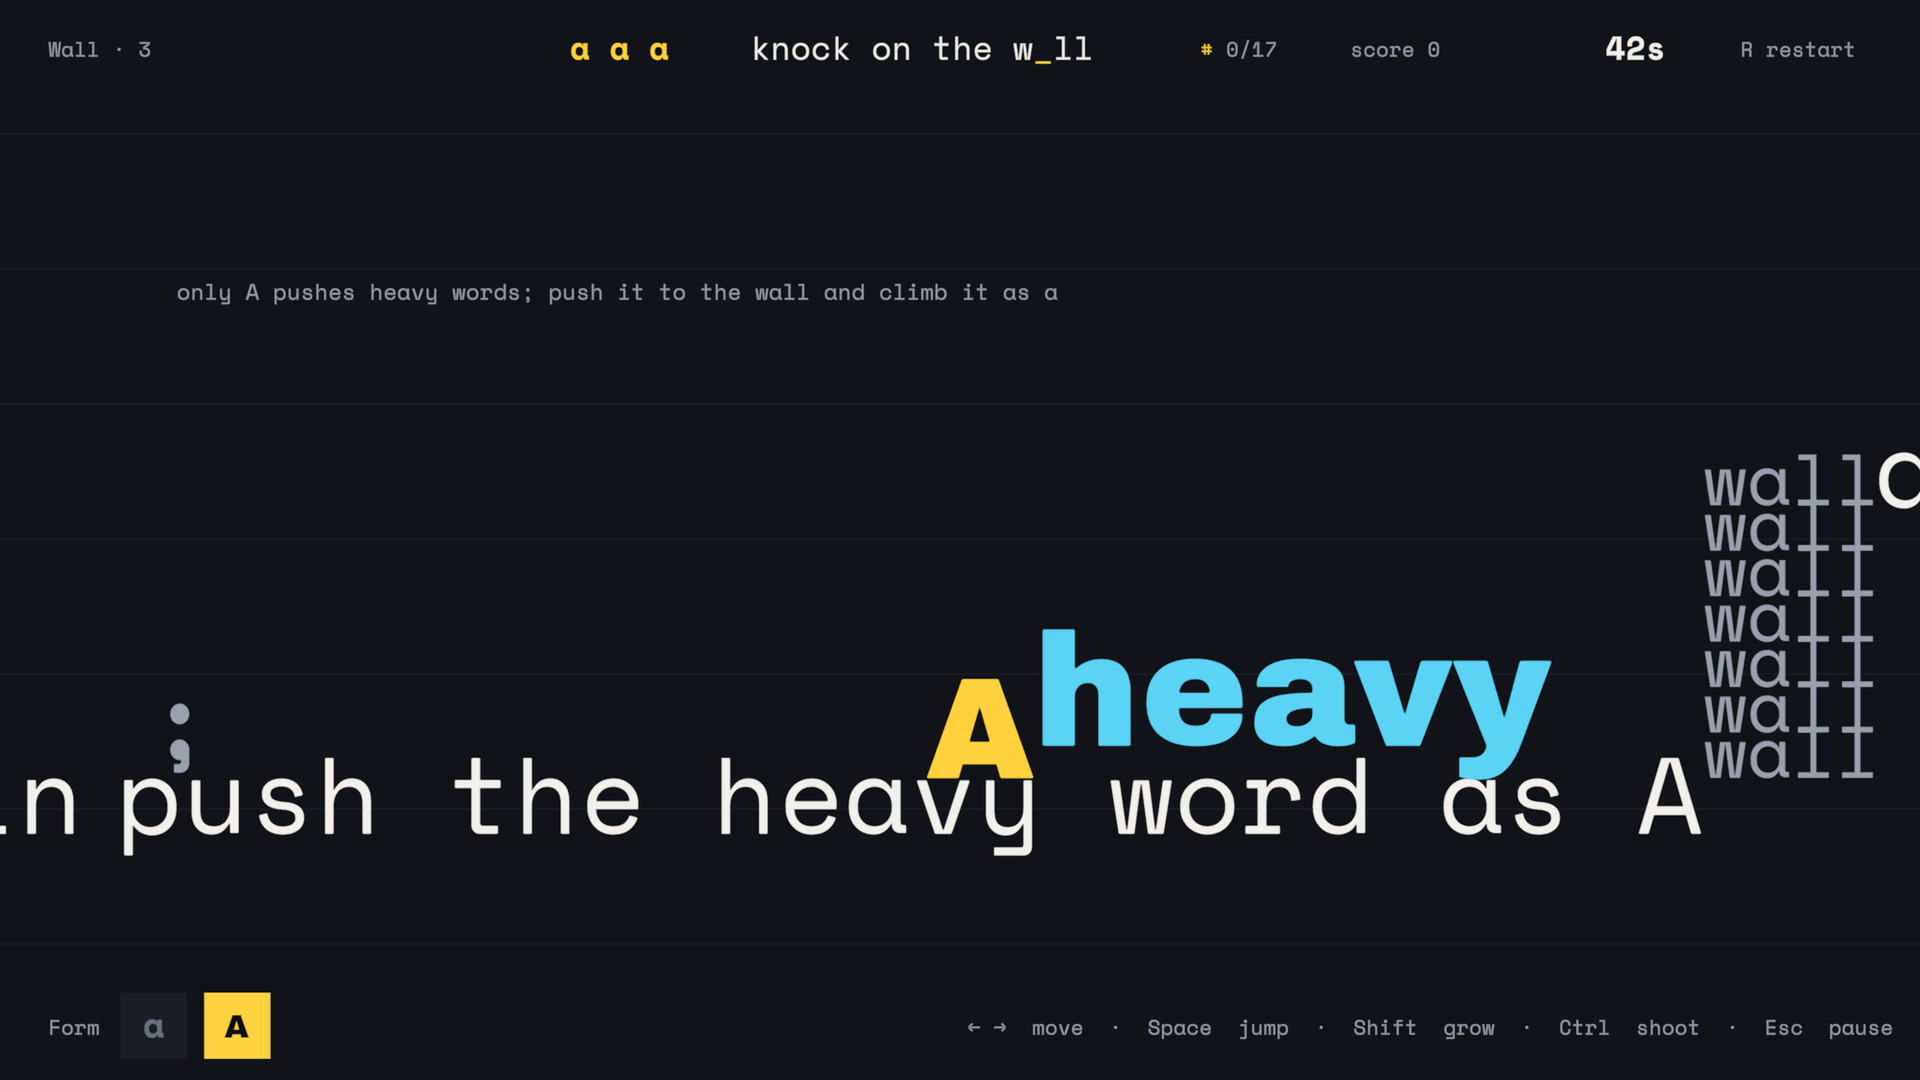 Wall · 3
a a a
knock on the w_ll
# 0/17
score 0
42s
R restart
only A pushes heavy words; push it to the wall and climb it as a
wall
wall
wall
wall
wall
wall
wall
A heavy
;
push the heavy word as A
Form a A
← → move · Space jump · Shift grow · Ctrl shoot · Esc pause